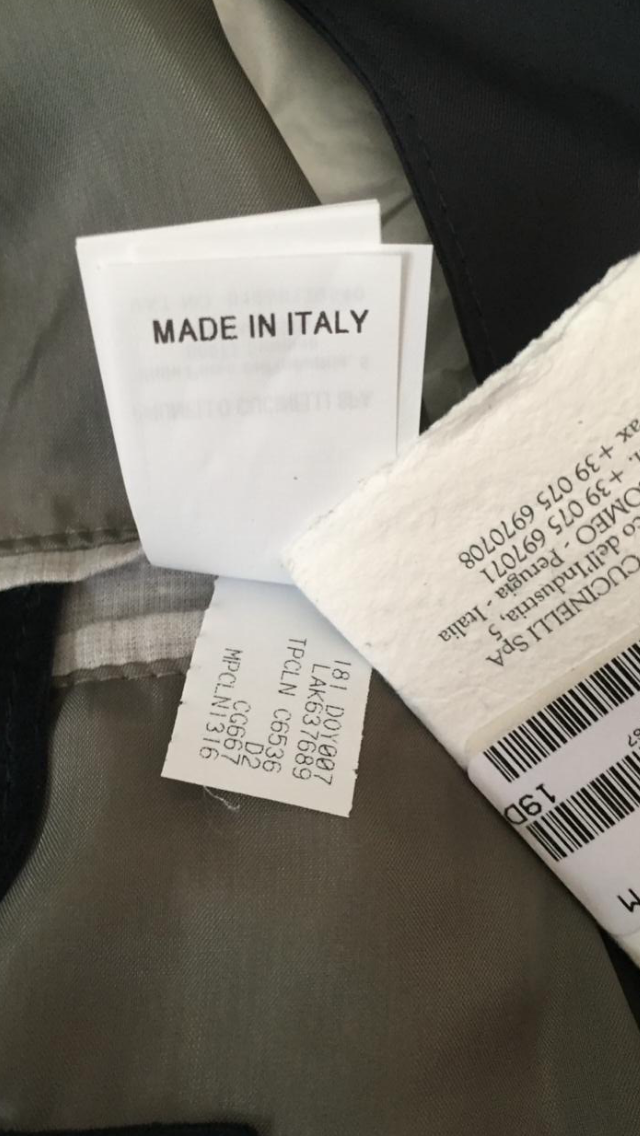 MADE IN ITALY
181 DOY007
LAK637689
TPCLN C6536
D2
CG667
MPCLN1316
CUCINELLI SpA
dell'industria, 5
OMEO - Perugia - Italia
+39 075 697071
ax +39 075 6970708
19D
M